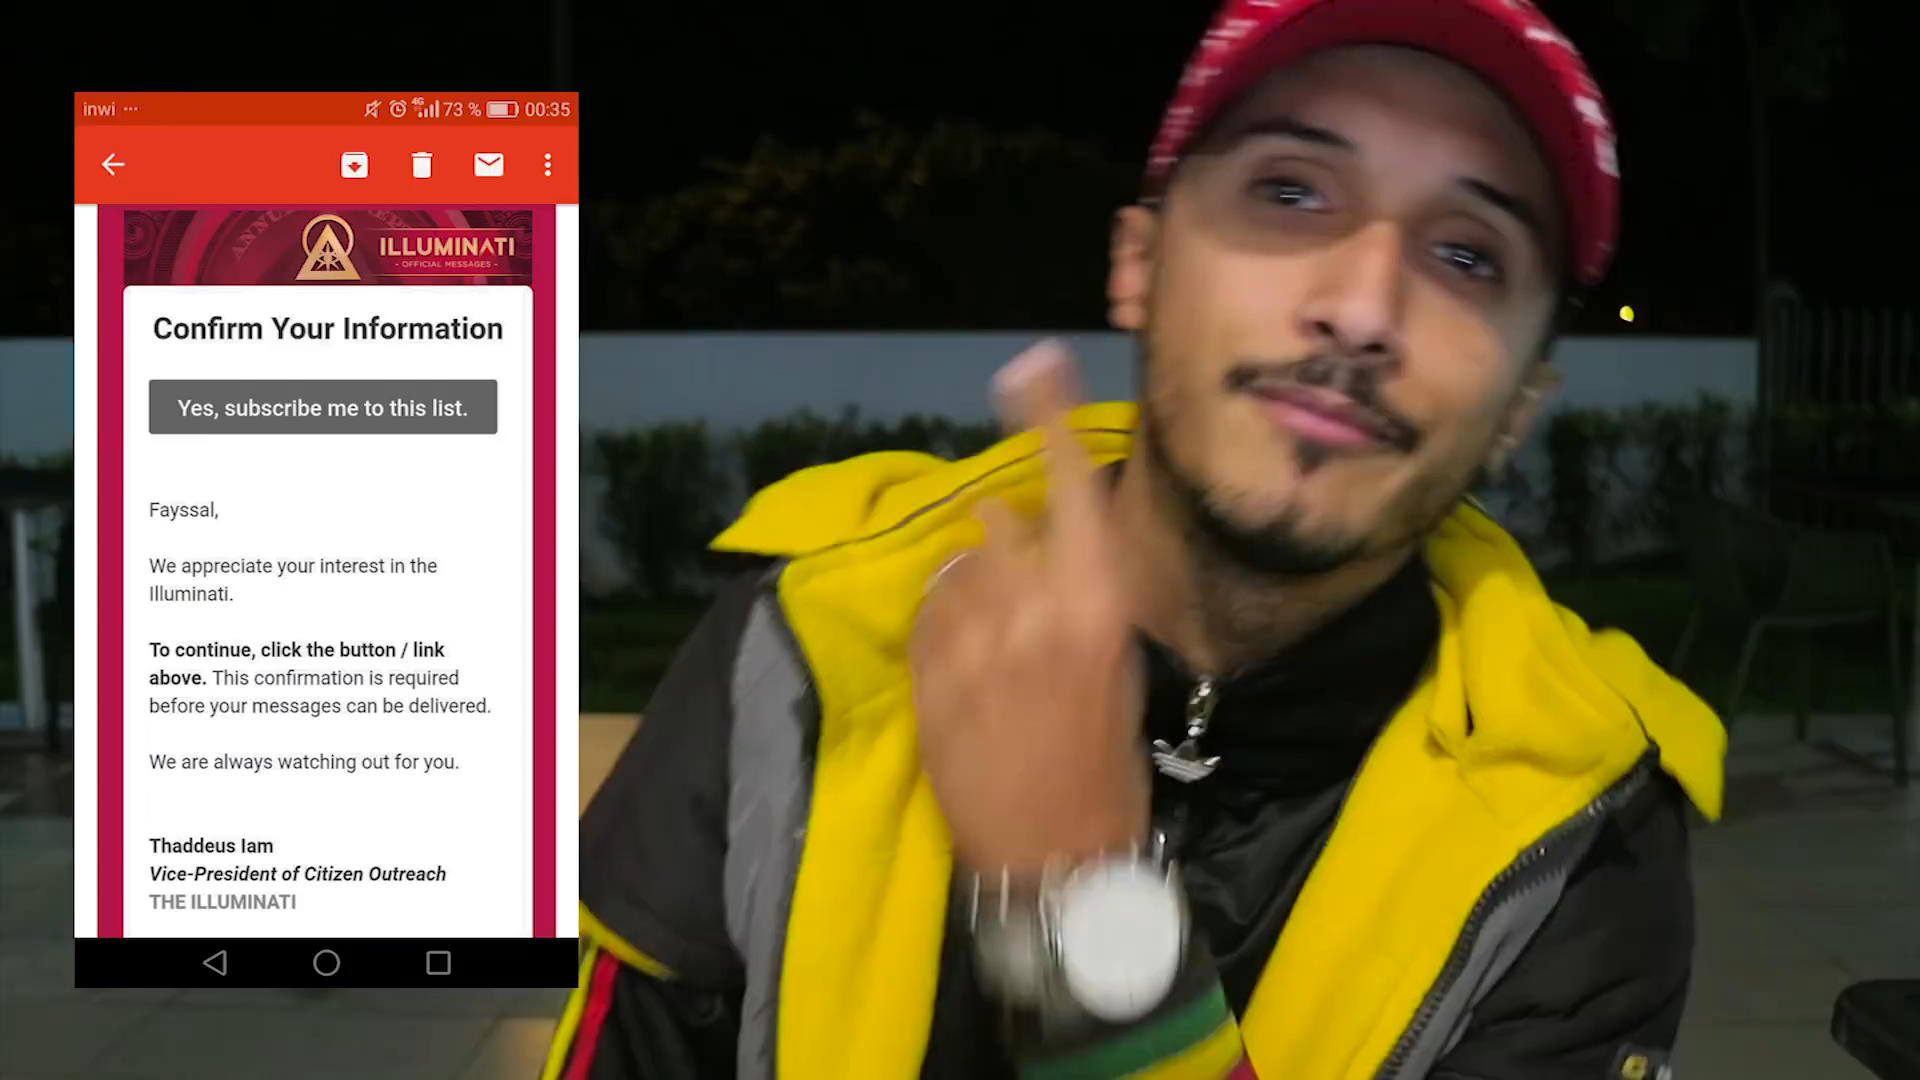 inwi ... 4G 73 % 00:35
ILLUMINATI
- OFFICIAL MESSAGES -
Confirm Your Information
Yes, subscribe me to this list.
Fayssal,
We appreciate your interest in the
Illuminati.
To continue, click the button / link
above. This confirmation is required
before your messages can be delivered.
We are always watching out for you.
Thaddeus Iam
Vice-President of Citizen Outreach
THE ILLUMINATI